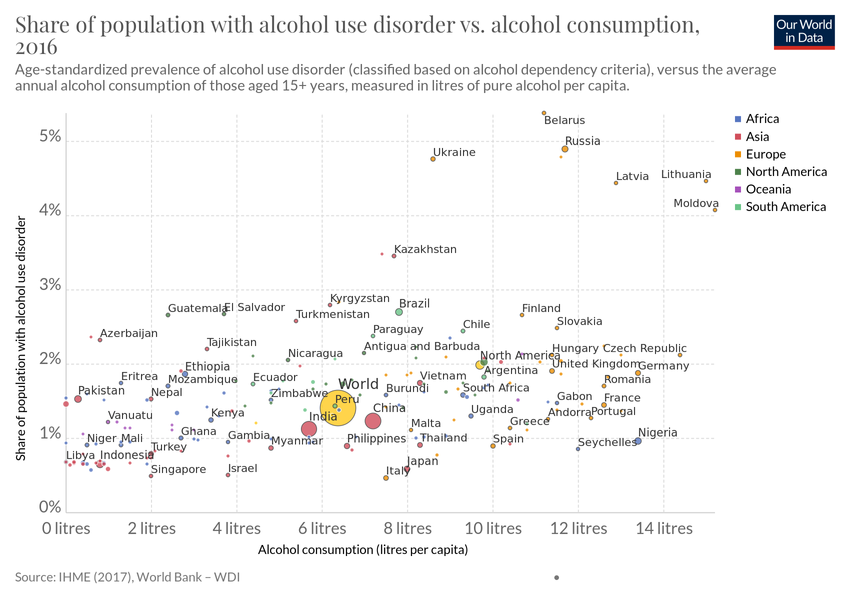 Share of population with alcohol use disorder vs. alcohol consumption,
2016
Our World
in Data
Age-standardized prevalence of alcohol use disorder (classified based on alcohol dependency criteria), versus the average
annual alcohol consumption of those aged 15+ years, measured in litres of pure alcohol per capita.
Africa
Asia
Europe
North America
Oceania
South America
Share of population with alcohol use disorder
5%
4%
3%
2%
1%
0%
Belarus
Russia
Ukraine
Latvia
Lithuania
Moldova
Kazakhstan
Kyrgyzstan
Brazil
Guatemala
El Salvador
Turkmenistan
Finland
Slovakia
Chile
Paraguay
Azerbaijan
Tajikistan
Antigua and Barbuda
Nicaragua
North America
Hungary
Czech Republic
Ethiopia
Argentina
United Kingdom
Germany
Eritrea
Mozambique
Ecuador
Vietnam
Romania
Pakistan
Nepal
Zimbabwe
World
Peru
Burundi
South Africa
Gabon
France
Vanuatu
Kenya
India
China
Uganda
Andorra
Portugal
Malta
Greece
Niger
Mali
Ghana
Gambia
Myanmar
Philippines
Thailand
Spain
Seychelles
Nigeria
Libya
Indonesia
Turkey
Singapore
Israel
Italy
Japan
0 litres
2 litres
4 litres
6 litres
8 litres
10 litres
12 litres
14 litres
Alcohol consumption (litres per capita)
Source: IHME (2017), World Bank – WDI